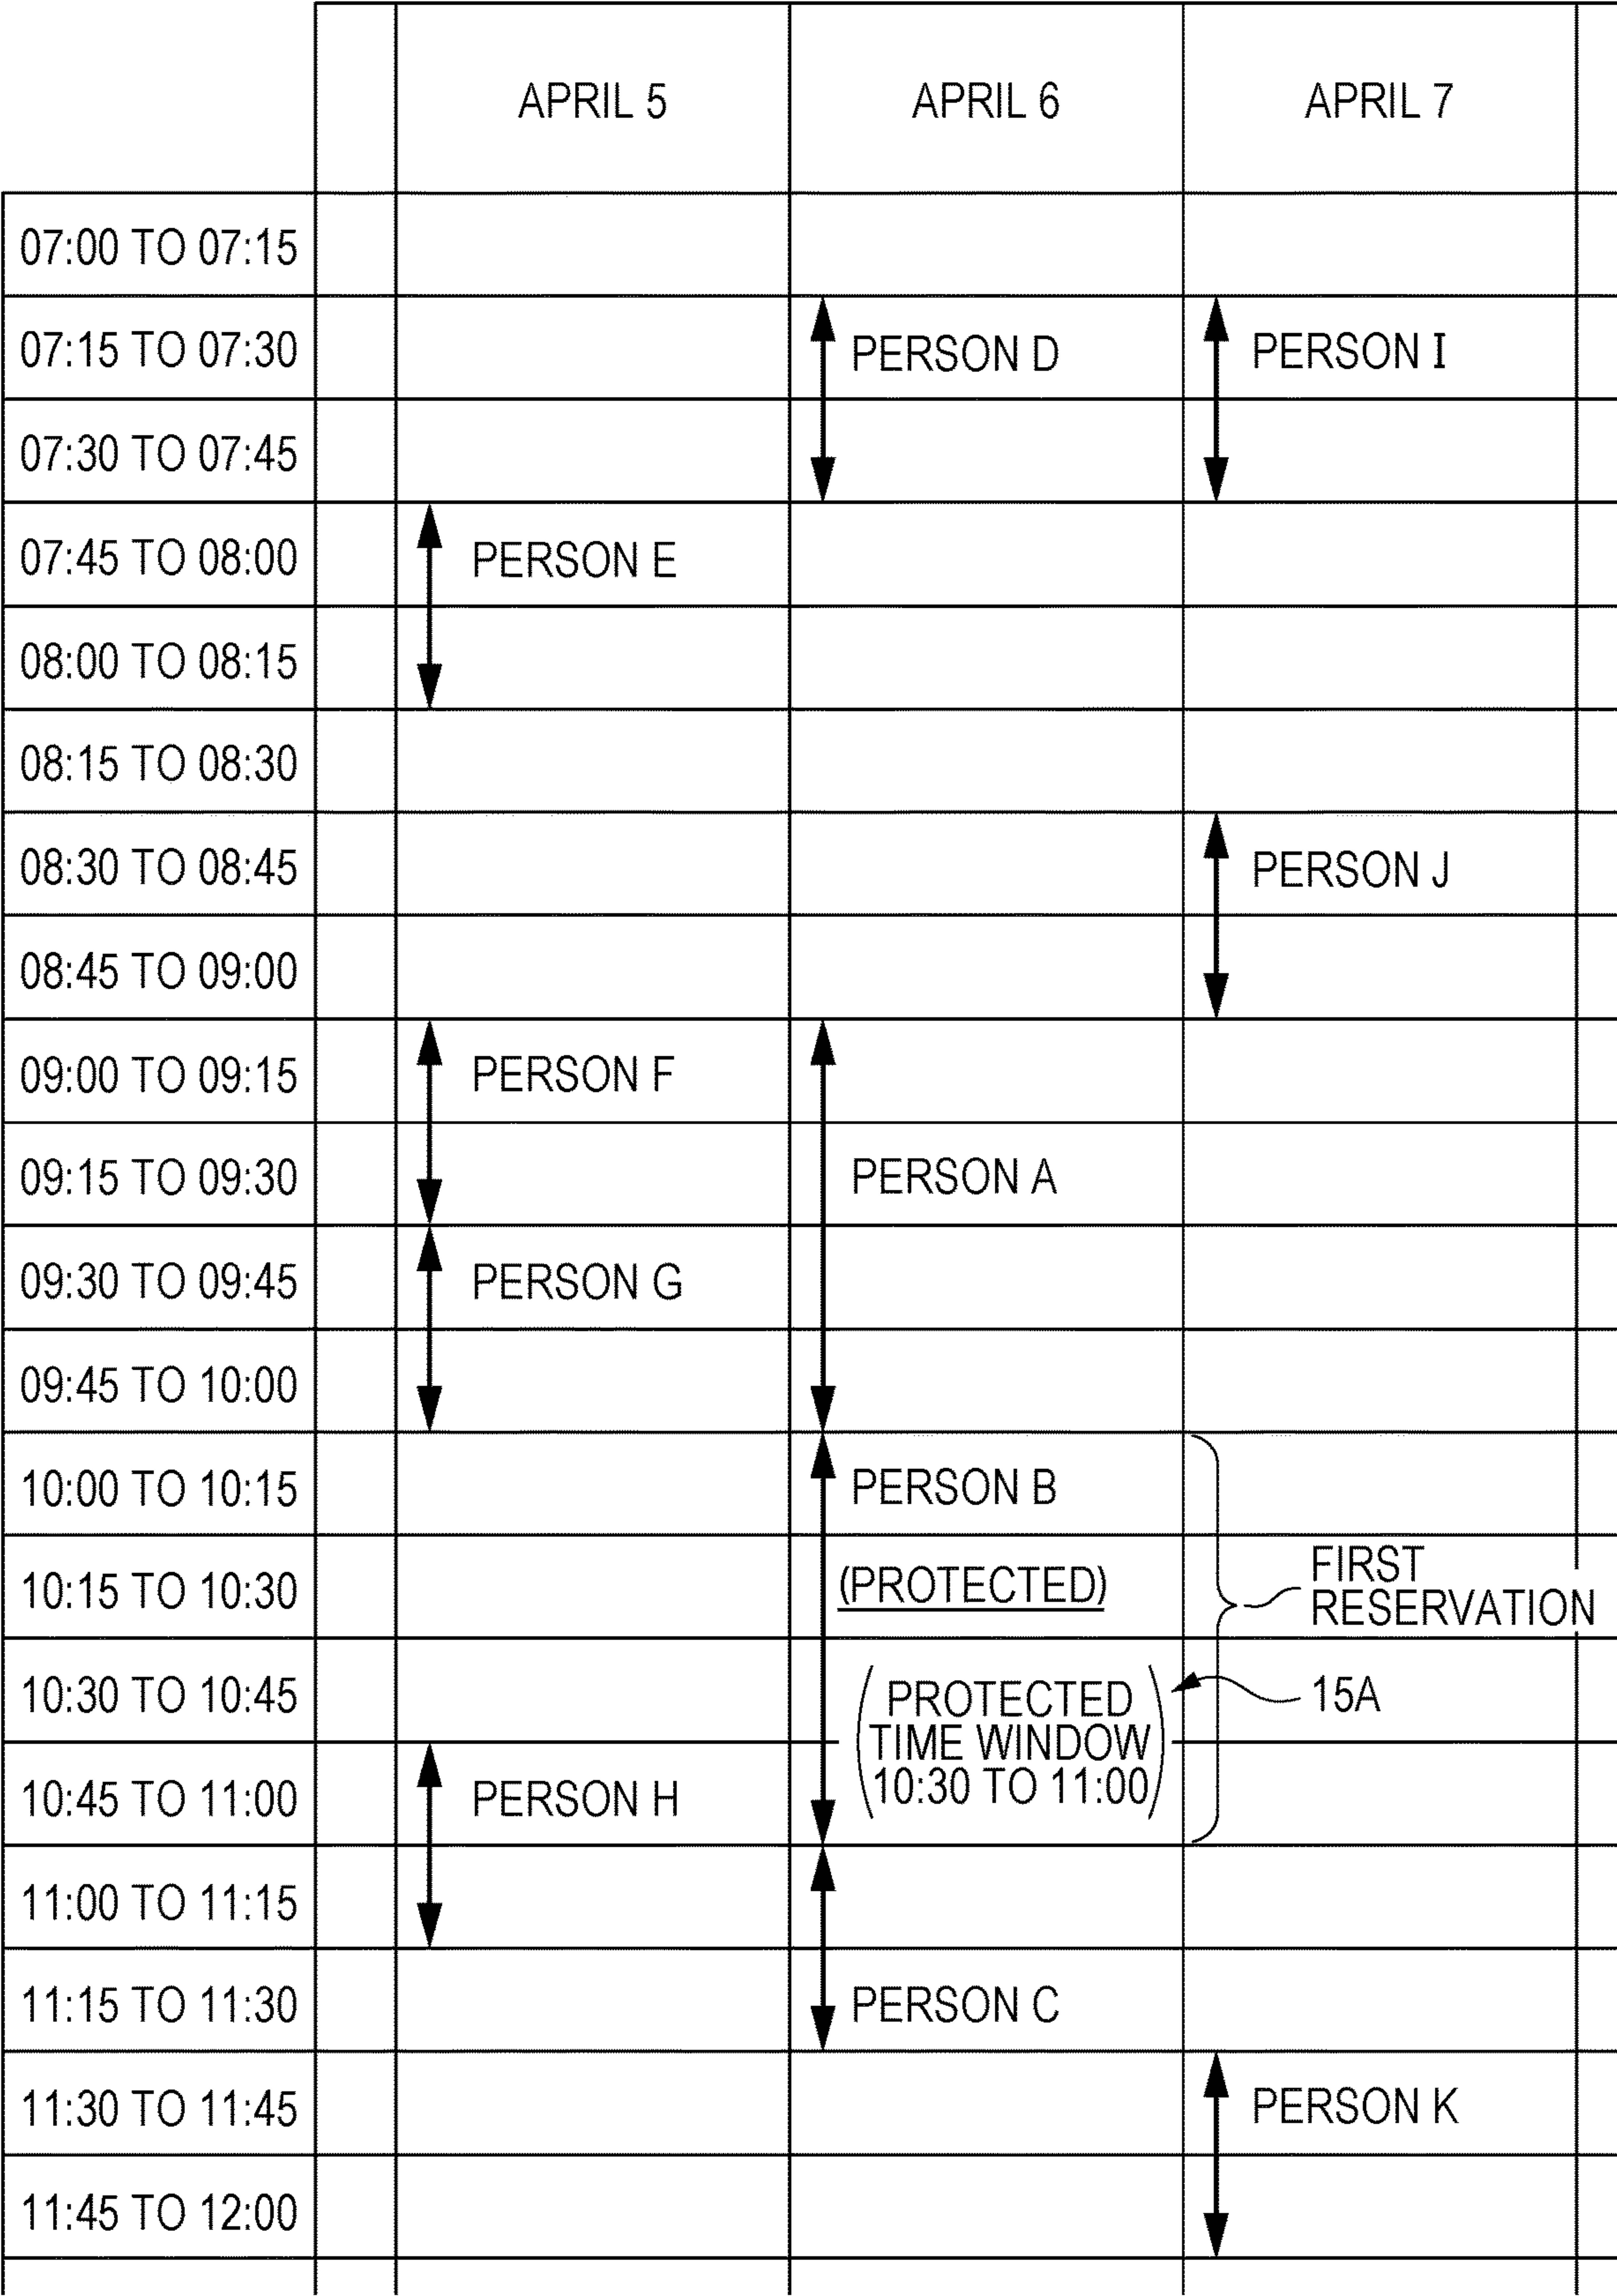 APRIL 5 APRIL 6 APRIL 7
07:00 TO 07:15
07:15 TO 07:30 PERSON D PERSON I
07:30 TO 07:45
07:45 TO 08:00 PERSON E
08:00 TO 08:15
08:15 TO 08:30
08:30 TO 08:45 PERSON J
08:45 TO 09:00
09:00 TO 09:15 PERSON F
09:15 TO 09:30 PERSON A
09:30 TO 09:45 PERSON G
09:45 TO 10:00
10:00 TO 10:15 PERSON B
10:15 TO 10:30 (PROTECTED) FIRST
RESERVATION
10:30 TO 10:45 (PROTECTED 15A
TIME WINDOW
10:45 TO 11:00 PERSON H 10:30 TO 11:00)
11:00 TO 11:15
11:15 TO 11:30 PERSON C
11:30 TO 11:45 PERSON K
11:45 TO 12:00